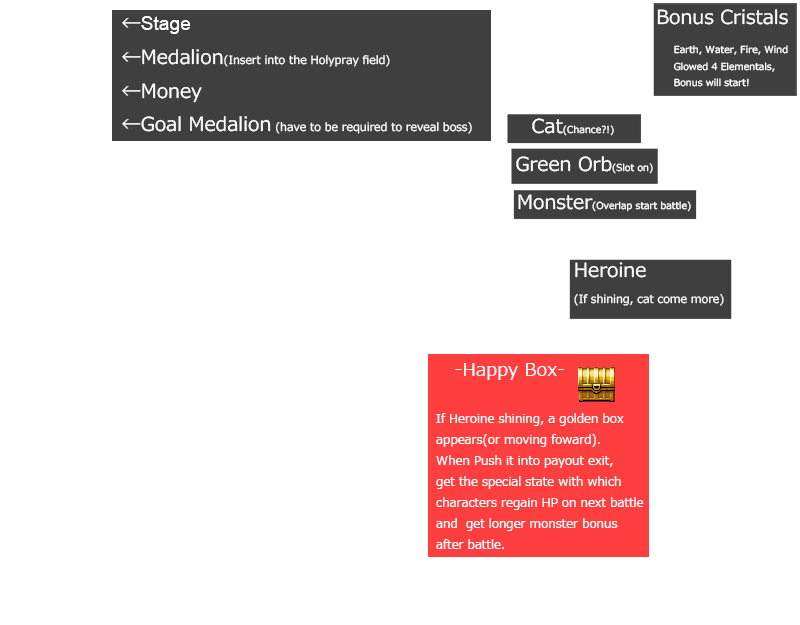 ←Stage
←Medalion(Insert into the Holypray field)
←Money
←Goal Medalion (have to be required to reveal boss)
Bonus Cristals
Earth, Water, Fire, Wind
Glowed 4 Elementals,
Bonus will start!
Cat(Chance?!)
Green Orb(Slot on)
Monster(Overlap start battle)
Heroine
(If shining, cat come more)
-Happy Box-
If Heroine shining, a golden box
appears(or moving foward).
When Push it into payout exit,
get the special state with which
characters regain HP on next battle
and  get longer monster bonus
after battle.